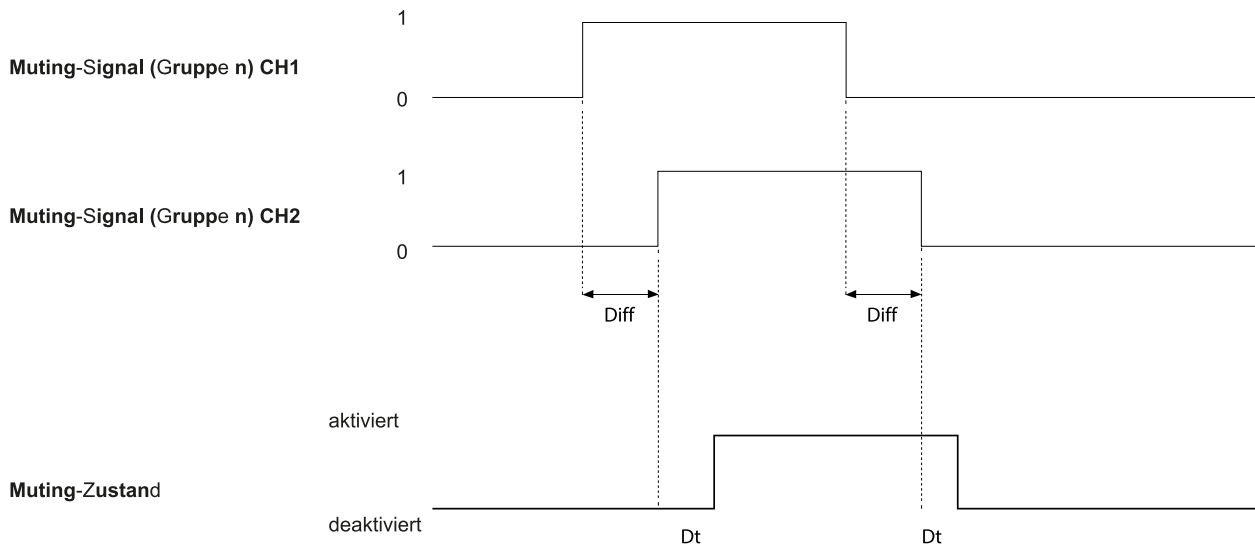 1
Muting-Signal (Gruppe n) CH1
0
1
Muting-Signal (Gruppe n) CH2
0
Diff Diff
aktiviert
Muting-Zustand
deaktiviert
Dt Dt